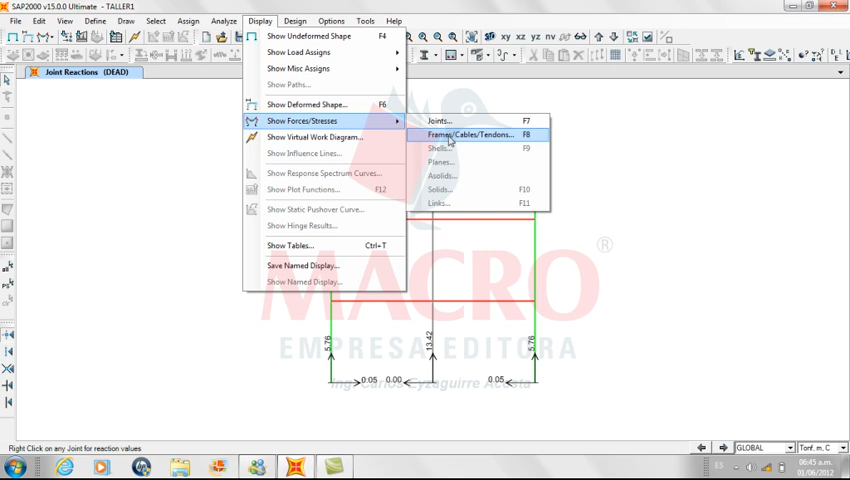 SAP2000 v15.0.0 Ultimate - TALLER1
File Edit View Define Draw Select Assign Analyze Display Design Options Tools Help
xy xz yz nv
Joint Reactions (DEAD)
Show Undeformed Shape F4
Show Load Assigns
Show Misc Assigns
Show Paths...
Show Deformed Shape... F6
Show Forces/Stresses
Show Virtual Work Diagram...
Show Influence Lines...
Show Response Spectrum Curves...
Show Plot Functions... F12
Show Static Pushover Curve...
Show Hinge Results...
Show Tables... Ctrl+T
Save Named Display...
Show Named Display...
Joints... F7
Frames/Cables/Tendons... F8
Shells... F9
Planes...
Asolids...
Solids... F10
Links... F11
MACRO®
EMPRESA EDITORA
Ing. Carlos Eyzaguirre Acosta
5.76 13.42 5.76
0.05 0.00 0.05
Right Click on any Joint for reaction values
GLOBAL Tonf, m, C
ES 06:45 a.m.
01/06/2012